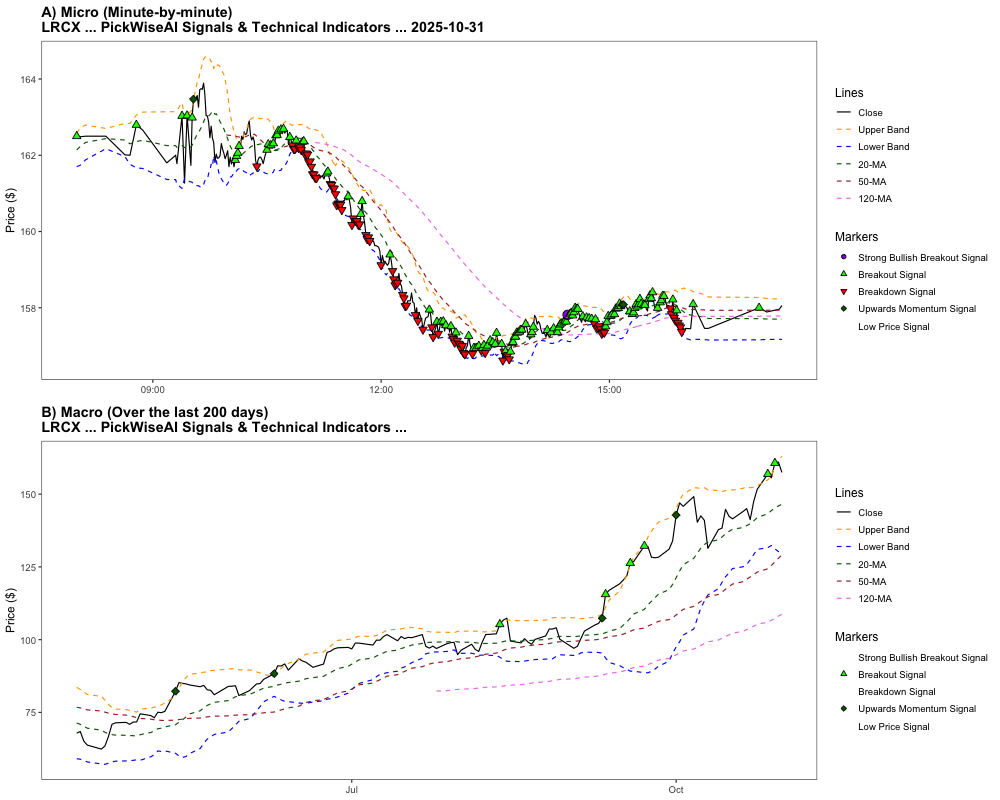 A) Micro (Minute-by-minute)
LRCX ... PickWiseAI Signals & Technical Indicators ... 2025-10-31
Price ($)
164
162
160
158
09:00
12:00
15:00
Lines
Close
Upper Band
Lower Band
20-MA
50-MA
120-MA
Markers
Strong Bullish Breakout Signal
Breakout Signal
Breakdown Signal
Upwards Momentum Signal
Low Price Signal
B) Macro (Over the last 200 days)
LRCX ... PickWiseAI Signals & Technical Indicators ...
Price ($)
150
125
100
75
Jul
Oct
Lines
Close
Upper Band
Lower Band
20-MA
50-MA
120-MA
Markers
Strong Bullish Breakout Signal
Breakout Signal
Breakdown Signal
Upwards Momentum Signal
Low Price Signal